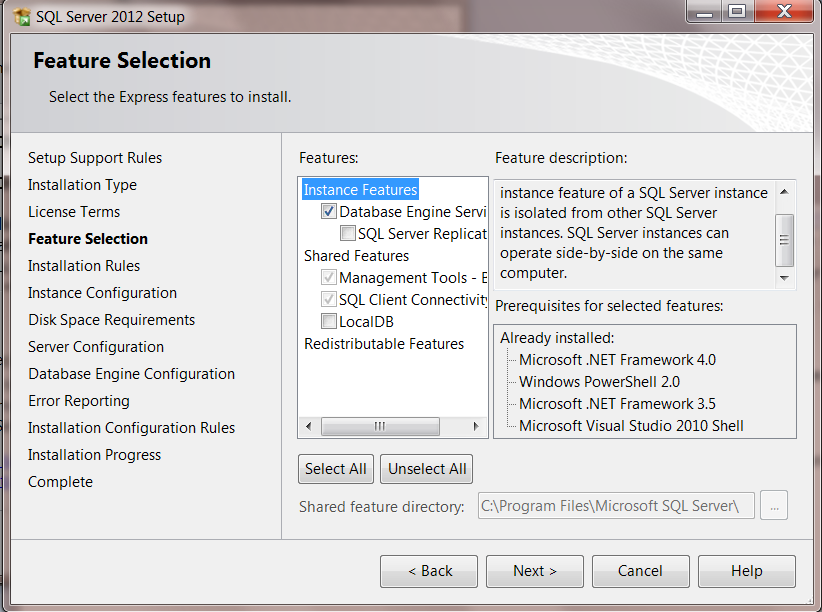 SQL Server 2012 Setup
Feature Selection
Select the Express features to install.
Setup Support Rules
Installation Type
License Terms
Feature Selection
Installation Rules
Instance Configuration
Disk Space Requirements
Server Configuration
Database Engine Configuration
Error Reporting
Installation Configuration Rules
Installation Progress
Complete
Features:
Instance Features
Database Engine Servi
SQL Server Replicat
Shared Features
Management Tools - B
SQL Client Connectivity
LocalDB
Redistributable Features
Select All
Unselect All
Feature description:
instance feature of a SQL Server instance
is isolated from other SQL Server
instances. SQL Server instances can
operate side-by-side on the same
computer.
Prerequisites for selected features:
Already installed:
Microsoft .NET Framework 4.0
Windows PowerShell 2.0
Microsoft .NET Framework 3.5
Microsoft Visual Studio 2010 Shell
Shared feature directory: C:\Program Files\Microsoft SQL Server\ ...
< Back
Next >
Cancel
Help